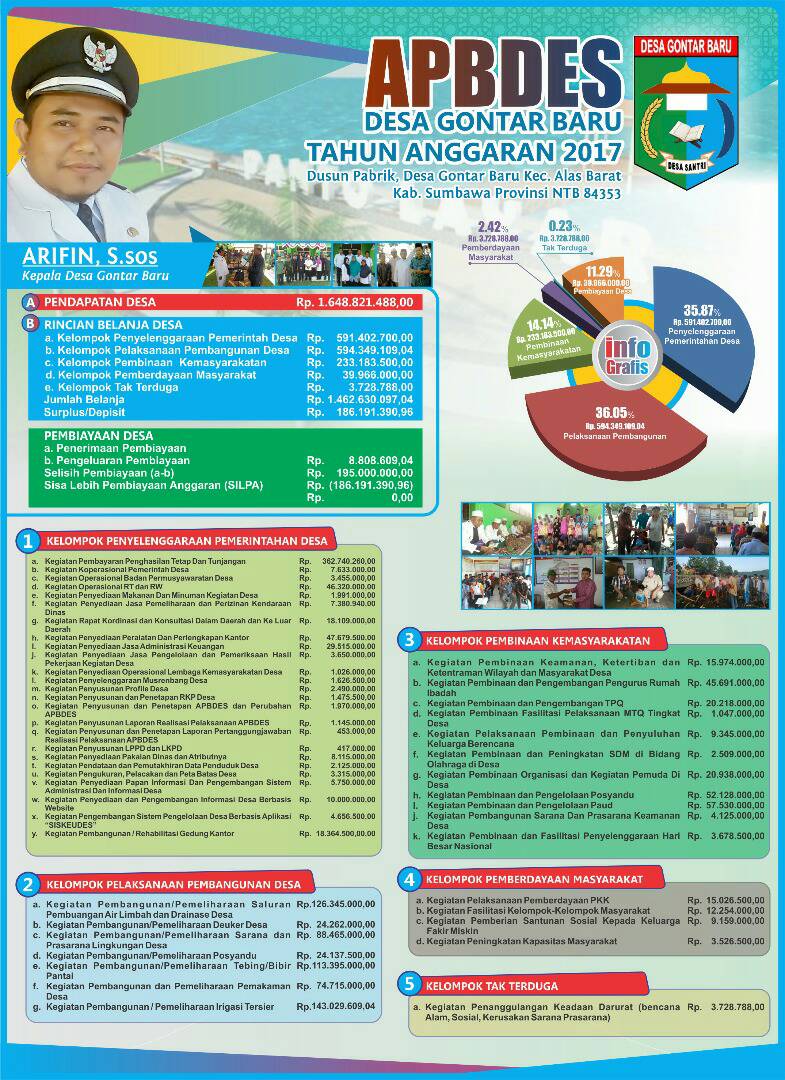 APBDES
DESA GONTAR BARU
TAHUN ANGGARAN 2017
Dusun Pabrik, Desa Gontar Baru Kec. Alas Barat
Kab. Sumbawa Provinsi NTB 84353
DESA GONTAR BARU
DESA SANTRI
ARIFIN, S.sos
Kepala Desa Gontar Baru
A PENDAPATAN DESA Rp. 1.648.821.488,00
B RINCIAN BELANJA DESA
a. Kelompok Penyelenggaraan Pemerintah Desa Rp. 591.402.700,00
b. Kelompok Pelaksanaan Pembangunan Desa Rp. 594.349.109,04
c. Kelompok Pembinaan Kemasyarakatan Rp. 233.183.500,00
d. Kelompok Pemberdayaan Masyarakat Rp. 39.966.000,00
e. Kelompok Tak Terduga Rp. 3.728.788,00
Jumlah Belanja Rp. 1.462.630.097,04
Surplus/Depisit Rp. 186.191.390,96
PEMBIAYAAN DESA
a. Penerimaan Pembiayaan
b. Pengeluaran Pembiayaan Rp. 8.808.609,04
Selisih Pembiayaan (a-b) Rp. 195.000.000,00
Sisa Lebih Pembiayaan Anggaran (SILPA) Rp. (186.191.390,96)
Rp. 0,00
2.42%
Rp. 3.728.788,00
Pemberdayaan
Masyarakat
0.23%
Rp. 3.728.788,00
Tak Terduga
11.29%
Rp. 39.966.000,00
Pembiayaan Desa
35.87%
Rp. 591.402.700,00
Penyelenggaraan
Pemerintahan Desa
14.14%
Rp. 233.183.500,00
Pembinaan
Kemasyarakatan
info
Grafis
36.05%
Rp. 594.349.109,04
Pelaksanaan Pembangunan
1 KELOMPOK PENYELENGGARAAN PEMERINTAHAN DESA
a. Kegiatan Pembayaran Penghasilan Tetap Dan Tunjangan Rp. 362.740.260,00
b. Kegiatan Koperasional Pemerintah Desa Rp. 7.633.000,00
c. Kegiatan Operasional Badan Permusyawaratan Desa Rp. 3.455.000,00
d. Kegiatan Operasional RT dan RW Rp. 46.320.000,00
e. Kegiatan Penyediaan Makanan Dan Minuman Kegiatan Desa Rp. 1.991.000,00
f. Kegiatan Penyediaan Jasa Pemeliharaan dan Perizinan Kendaraan Rp. 7.380.940.00
Dinas
g. Kegiatan Rapat Kordinasi dan Konsultasi Dalam Daerah dan Ke Luar Rp. 18.109.000,00
Daerah
h. Kegiatan Penyediaan Peralatan Dan Perlengkapan Kantor Rp. 47.679.500,00
I. Kegiatan Penyediaan Jasa Administrasi Keuangan Rp. 29.515.000,00
j. Kegiatan Penyediaan Jasa Pengelolaan dan Pameriksaan Hasil Rp. 3.650.000,00
Pekerjaan Kegiatan Desa
k. Kegiatan Penyediaan Operasional Lembaga Kemasyarakatan Desa Rp. 1.026.000,00
l. Kegiatan Penyelenggaraan Musrenbang Desa Rp. 1.626.500,00
m. Kegiatan Penyusunan Profile Desa Rp. 2.490.000,00
n. Kegiatan Penyusunan dan Penetapan RKP Desa Rp. 1.475.500,00
o. Kegiatan Penyusunan dan Penetapan APBDES dan Perubahan Rp. 1.970.000,00
APBDES
p. Kegiatan Penyusunan Laporan Realisasi Pelaksanaan APBDES Rp. 1.145.000,00
q. Kegiatan Penyusunan dan Penetapan Laporan Pertanggungjawaban Rp. 453.000,00
Realisasi Pelaksanaan APBDES
r. Kegiatan Penyusunan LPPD dan LKPD Rp. 417.000,00
s. Kegiatan Penyediaan Pakaian Dinas dan Atributnya Rp. 8.115.000,00
t. Kegiatan Pendataan dan Pemutakhiran Data Penduduk Desa Rp. 2.125.000,00
u. Kegiatan Pengukuran, Pelacakan dan Peta Batas Desa Rp. 3.315.000,00
v. Kegiatan Penyediaan Papan Informasi Dan Pengembangan Sistem Rp. 5.750.000,00
Administrasi Dan Informasi Desa
w. Kegiatan Penyediaan dan Pengembangan Informasi Desa Berbasis Rp. 10.000.000.00
Website
x. Kegiatan Pengembangan Sistem Pengelolaan Desa Berbasis Aplikasi Rp. 4.656.500.00
"SISKEUDES"
y. Kegiatan Pembangunan / Rehabilitasi Gedung Kantor Rp. 18.364.500,00.00
2 KELOMPOK PELAKSANAAN PEMBANGUNAN DESA
a. Kegiatan Pembangunan/Pemeliharaan Saluran Rp.126.345.000,00
Pembuangan Air Limbah dan Drainase Desa
b. Kegiatan Pembangunan/Pemeliharaan Deuker Desa Rp. 24.262.000,00
c. Kegiatan Pembangunan/Pemeliharaan Sarana dan Rp. 88.465.000,00
Prasarana Lingkungan Desa
d. Kegiatan Pembangunan/Pemeliharaan Posyandu Rp. 24.137.500,00
e. Kegiatan Pembangunan/Pemeliharaan Tebing/Bibir Rp.113.395.000,00
Pantai
f. Kegiatan Pembangunan dan Pemeliharaan Pemakaman Rp. 74.715.000,00
Desa
g. Kegiatan Pembangunan / Pemeliharaan Irigasi Tersier Rp.143.029.609,04
3 KELOMPOK PEMBINAAN KEMASYARAKATAN
a. Kegiatan Pembinaan Keamanan, Ketertiban dan Rp. 15.974.000,00
Ketentraman Wilayah dan Masyarakat Desa
b. Kegiatan Pembinaan dan Pengembangan Pengurus Rumah Rp. 45.691.000,00
Ibadah
c. Kegiatan Pembinaan dan Pengembangan TPQ Rp. 20.218.000,00
d. Kegiatan Pembinaan Fasilitasi Pelaksanaan MTQ Tingkat Rp. 1.047.000,00
Desa
e. Kegiatan Pelaksanaan Pembinaan dan Penyuluhan Rp. 9.345.000,00
Keluarga Berencana
f. Kegiatan Pembinaan dan Peningkatan SDM di Bidang Rp. 2.509.000,00
Olahraga di Desa
g. Kegiatan Pembinaan Organisasi dan Kegiatan Pemuda Di Rp. 20.938.000,00
Desa
h. Kegiatan Pembinaan dan Pengelolaan Posyandu Rp. 52.128.000,00
I. Kegiatan Pembinaan dan Pengelolaan Paud Rp. 57.530.000,00
j. Kegiatan Pembangunan Sarana Dan Prasarana Keamanan Rp. 4.125.000,00
Desa
k. Kegiatan Pembinaan dan Fasilitasi Penyelenggaraan Hari Rp. 3.678.500,00
Besar Nasional
4 KELOMPOK PEMBERDAYAAN MASYARAKAT
a. Kegiatan Pelaksanaan Pemberdayaan PKK Rp. 15.026.500,00
b. Kegiatan Fasilitasi Kelompok-Kelompok Masyarakat Rp. 12.254.000,00
c. Kegiatan Pemberian Santunan Sosial Kepada Keluarga Rp. 9.159.000,00
Fakir Miskin
d. Kegiatan Peningkatan Kapasitas Masyarakat Rp. 3.526.500,00
5 KELOMPOK TAK TERDUGA
a. Kegiatan Penanggulangan Keadaan Darurat (bencana Rp. 3.728.788,00
Alam, Sosial, Kerusakan Sarana Prasarana)